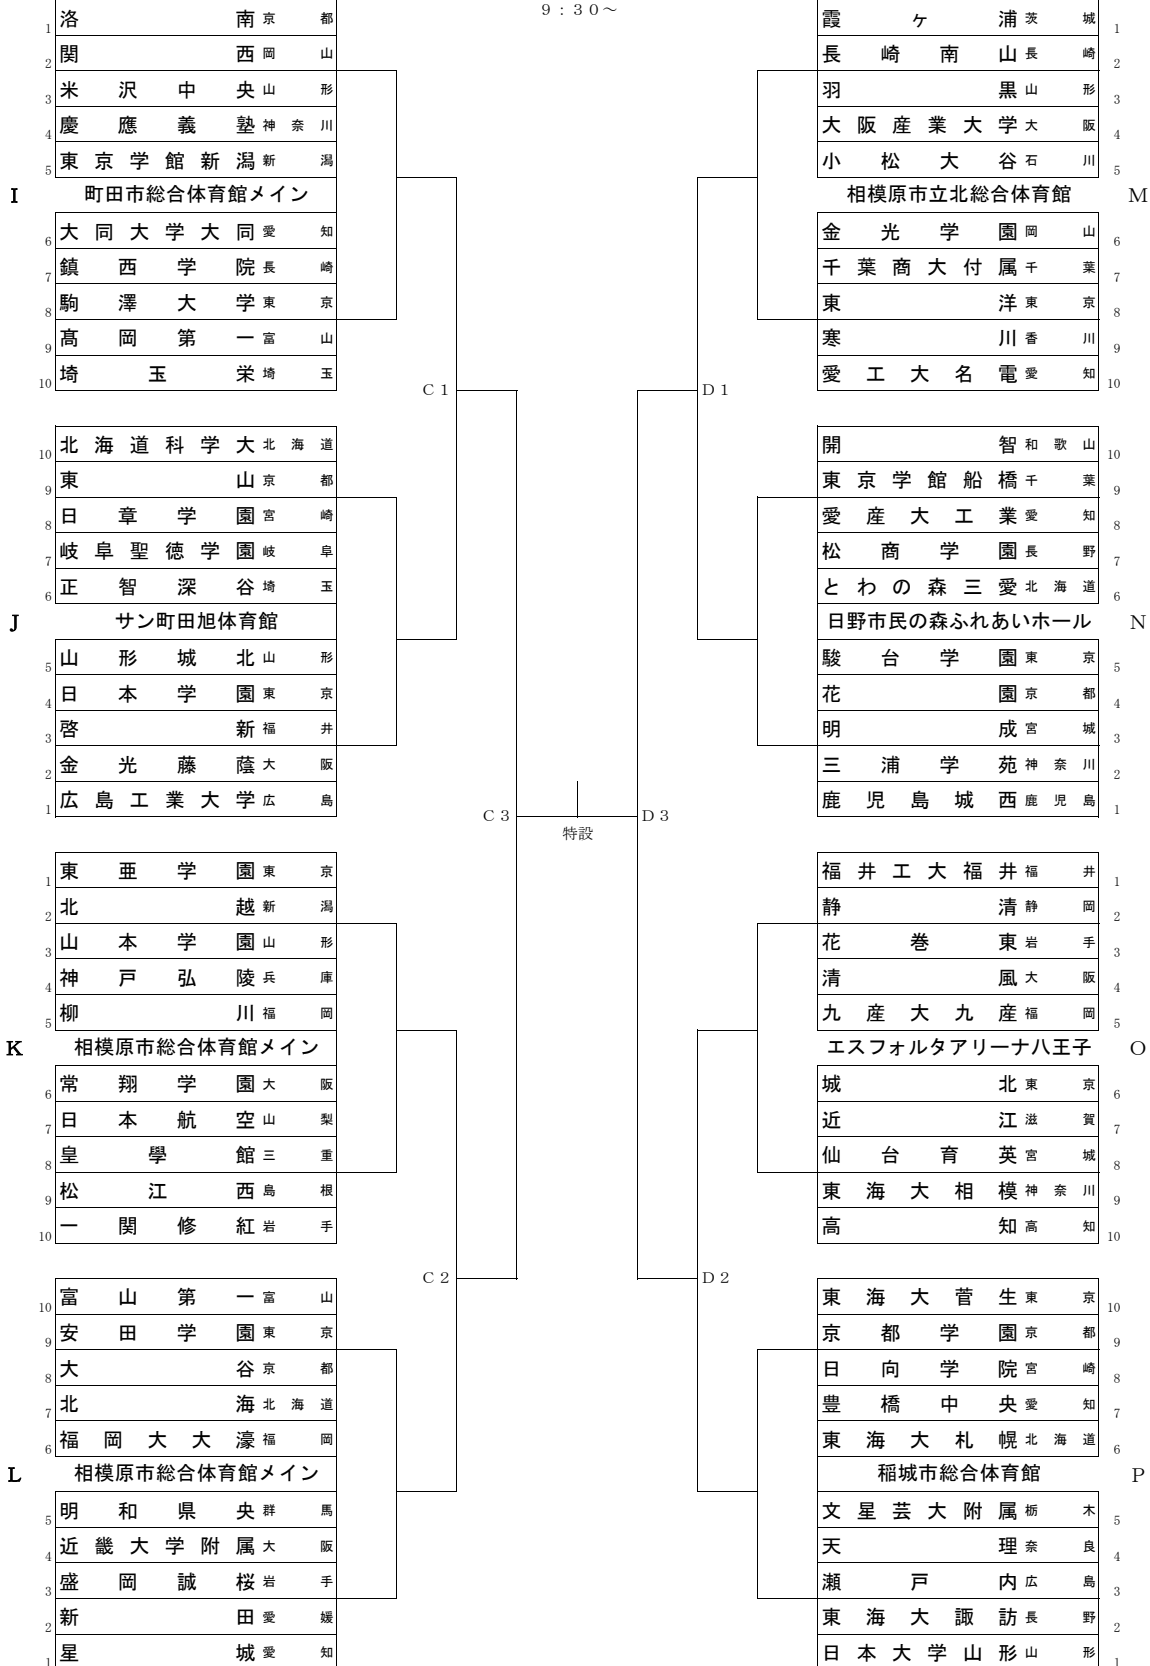 9:30～
1 洛南 京都
2 関西 岡山
3 米沢中央 山形
4 慶應義塾 神奈川
5 東京学館新潟 新潟
I 町田市総合体育館メイン
6 大同大学大同 愛知
7 鎮西学院 長崎
8 駒澤大学 東京
9 髙岡第一 富山
10 埼玉栄 埼玉
C1
10 北海道科学大 北海道
9 東山 京都
8 日章学園 宮崎
7 岐阜聖徳学園 岐阜
6 正智深谷 埼玉
J サン町田旭体育館
5 山形城北 山形
4 日本学園 東京
3 啓新 福井
2 金光藤蔭 大阪
1 広島工業大学 広島
C3
1 東亜学園 東京
2 北越 新潟
3 山本学園 山形
4 神戸弘陵 兵庫
5 柳川 福岡
K 相模原市総合体育館メイン
6 常翔学園 大阪
7 日本航空 山梨
8 皇學館 三重
9 松江西 島根
10 一関修紅 岩手
C2
10 富山第一 富山
9 安田学園 東京
8 大谷 京都
7 北海 北海道
6 福岡大大濠 福岡
L 相模原市総合体育館メイン
5 明和県央 群馬
4 近畿大学附属 大阪
3 盛岡誠桜 岩手
2 新田 愛媛
1 星城 愛知
特設
霞ヶ浦 茨城 1
長崎南山 長崎 2
羽黒 山形 3
大阪産業大学 大阪 4
小松大谷 石川 5
相模原市立北総合体育館 M
金光学園 岡山 6
千葉商大付属 千葉 7
東洋 東京 8
寒川 香川 9
愛工大名電 愛知 10
D1
開智 和歌山 10
東京学館船橋 千葉 9
愛産大工業 愛知 8
松商学園 長野 7
とわの森三愛 北海道 6
日野市民の森ふれあいホール N
駿台学園 東京 5
花園 京都 4
明成 宮城 3
三浦学苑 神奈川 2
鹿児島城西 鹿児島 1
D3
福井工大福井 福井 1
静清 静岡 2
花巻東 岩手 3
清風 大阪 4
九産大九産 福岡 5
エスフォルタアリーナ八王子 O
城北 東京 6
近江 滋賀 7
仙台育英 宮城 8
東海大相模 神奈川 9
高知 高知 10
D2
東海大菅生 東京 10
京都学園 京都 9
日向学院 宮崎 8
豊橋中央 愛知 7
東海大札幌 北海道 6
稲城市総合体育館 P
文星芸大附属 栃木 5
天理 奈良 4
瀬戸内 広島 3
東海大諏訪 長野 2
日本大学山形 山形 1